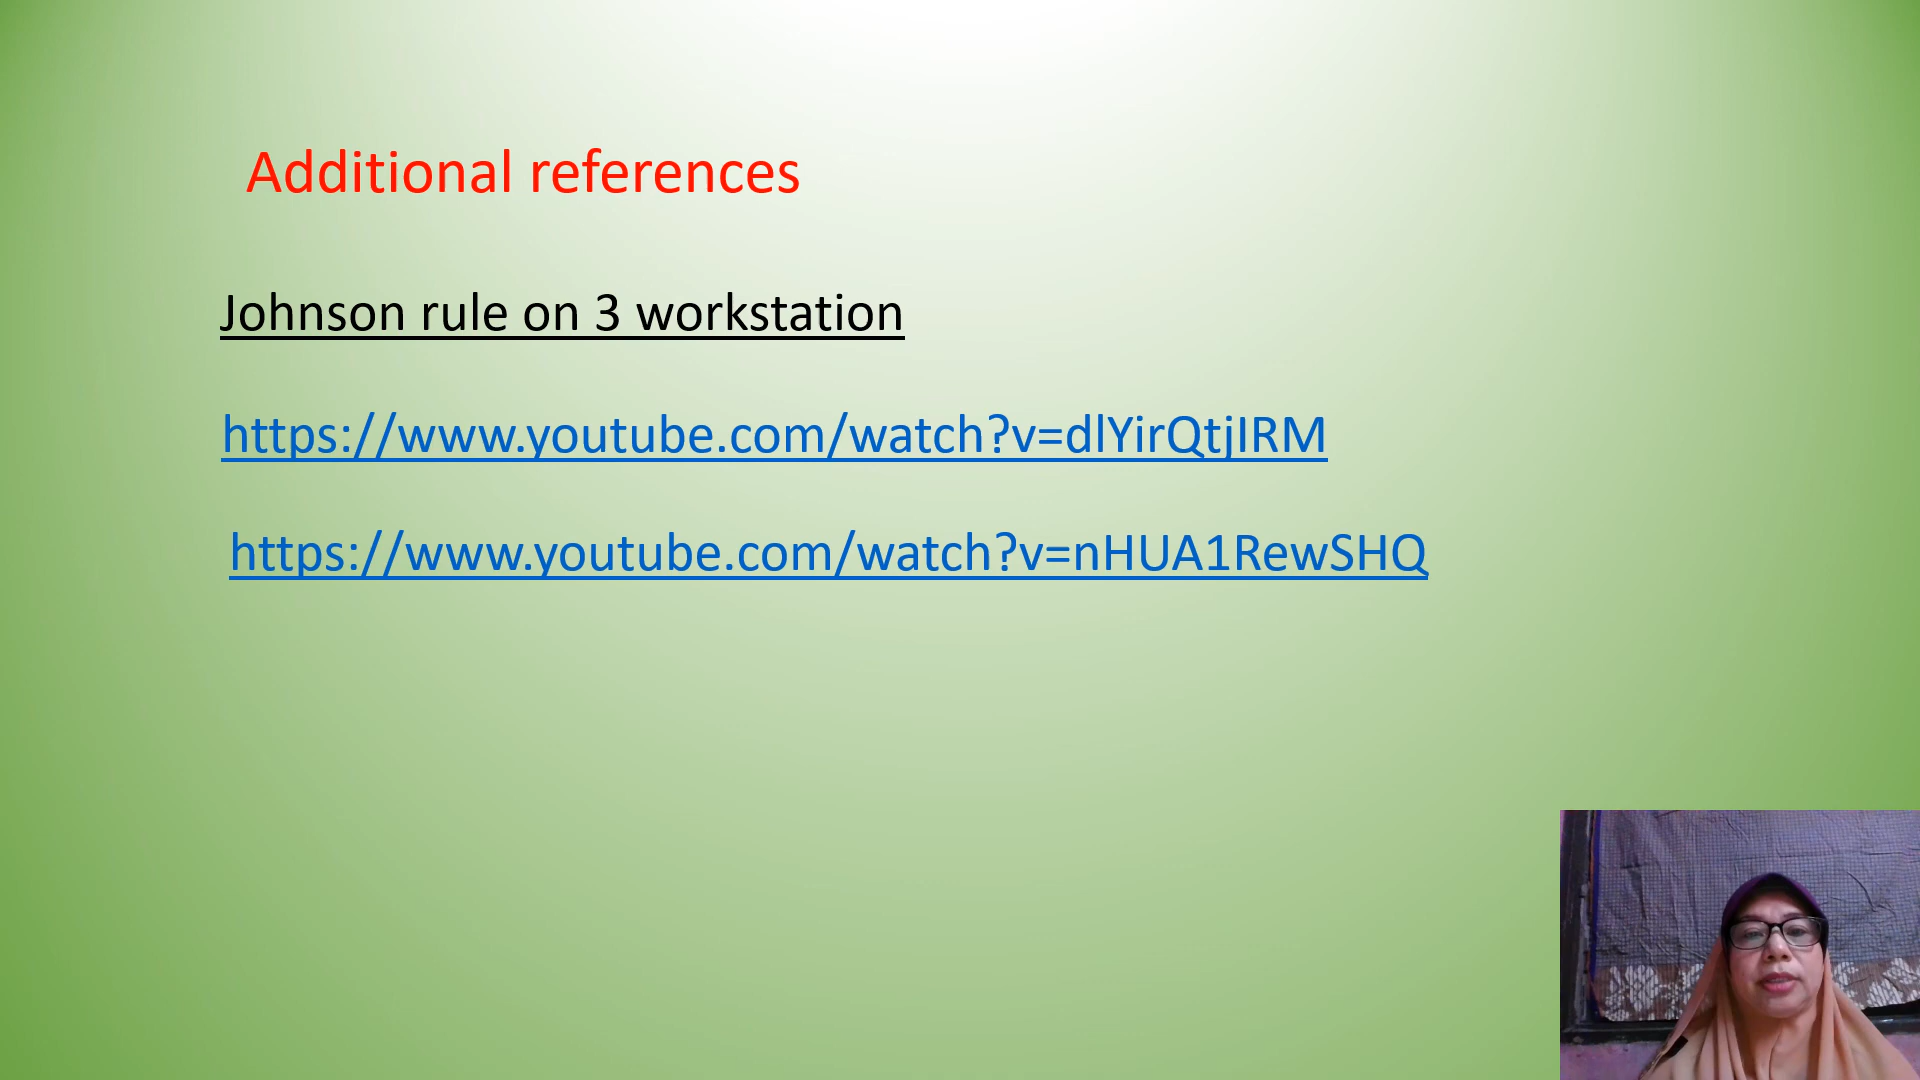 Additional references
Johnson rule on 3 workstation
https://www.youtube.com/watch?v=dlYirQtjIRM
https://www.youtube.com/watch?v=nHUA1RewSHQ